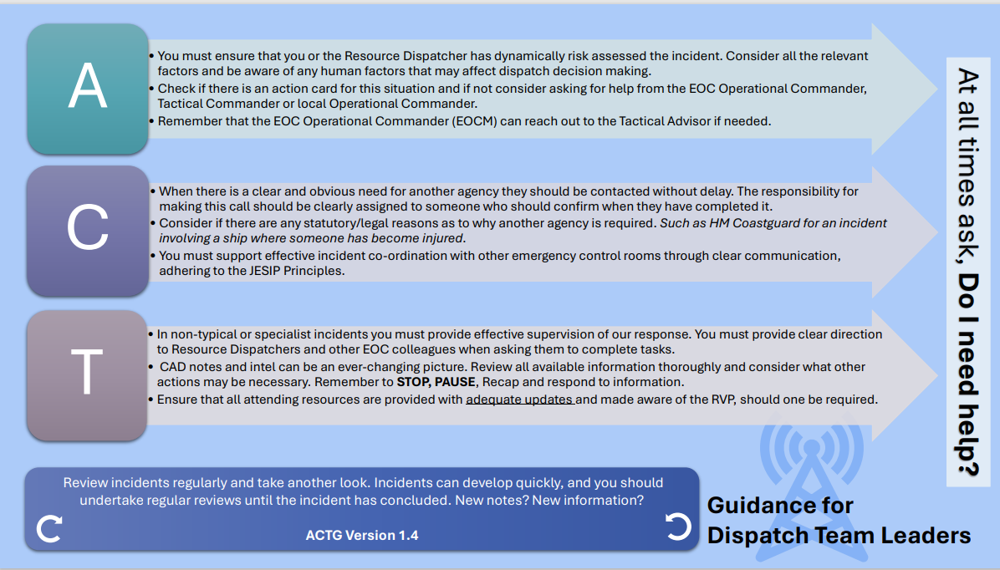 A
• You must ensure that you or the Resource Dispatcher has dynamically risk assessed the incident. Consider all the relevant
factors and be aware of any human factors that may affect dispatch decision making.
• Check if there is an action card for this situation and if not consider asking for help from the EOC Operational Commander,
Tactical Commander or local Operational Commander.
• Remember that the EOC Operational Commander (EOCM) can reach out to the Tactical Advisor if needed.
C
• When there is a clear and obvious need for another agency they should be contacted without delay. The responsibility for
making this call should be clearly assigned to someone who should confirm when they have completed it.
• Consider if there are any statutory/legal reasons as to why another agency is required. Such as HM Coastguard for an incident
involving a ship where someone has become injured.
• You must support effective incident co-ordination with other emergency control rooms through clear communication,
adhering to the JESIP Principles.
T
• In non-typical or specialist incidents you must provide effective supervision of our response. You must provide clear direction
to Resource Dispatchers and other EOC colleagues when asking them to complete tasks.
• CAD notes and intel can be an ever-changing picture. Review all available information thoroughly and consider what other
actions may be necessary. Remember to STOP, PAUSE, Recap and respond to information.
• Ensure that all attending resources are provided with adequate updates and made aware of the RVP, should one be required.
At all times ask, Do I need help?
Review incidents regularly and take another look. Incidents can develop quickly, and you should
undertake regular reviews until the incident has concluded. New notes? New information?
ACTG Version 1.4
Guidance for
Dispatch Team Leaders